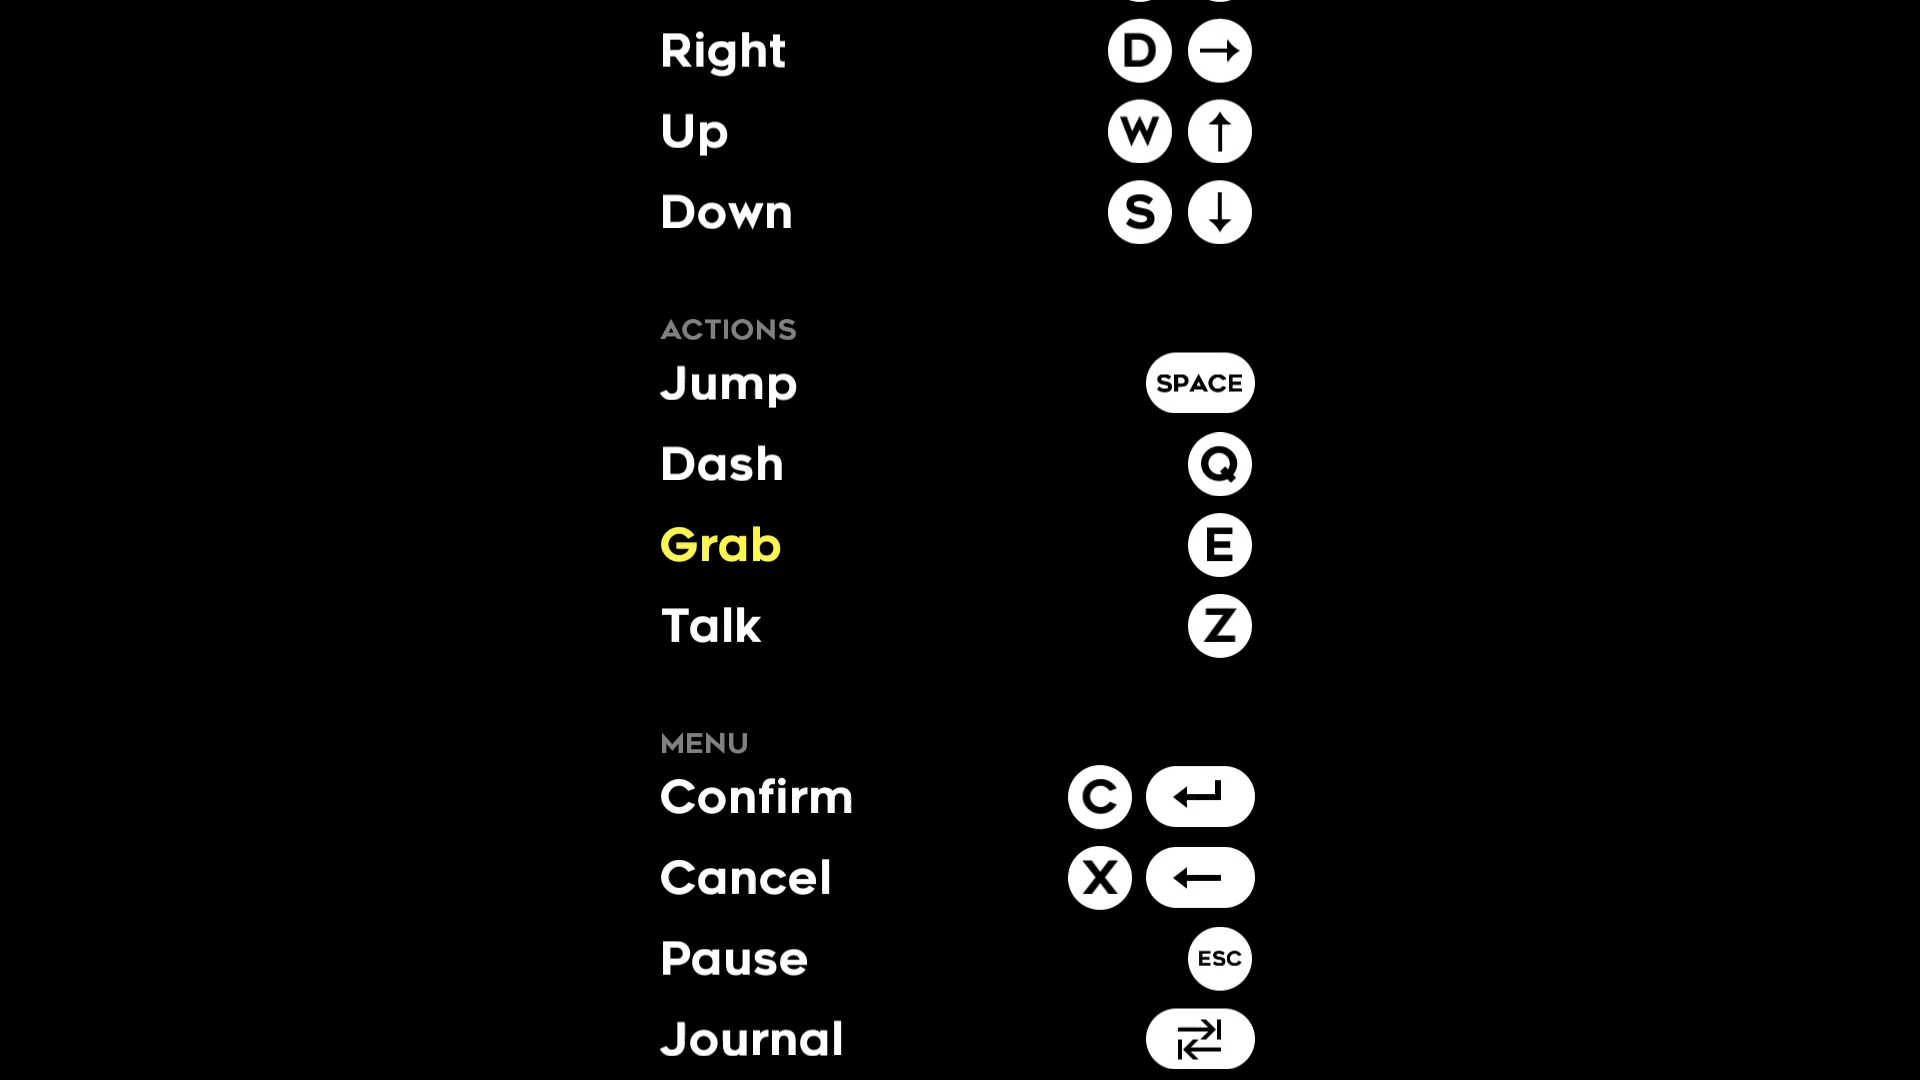 Right D →
Up W ↑
Down S ↓
ACTIONS
Jump SPACE
Dash Q
Grab E
Talk Z
MENU
Confirm C
Cancel X ←
Pause ESC
Journal